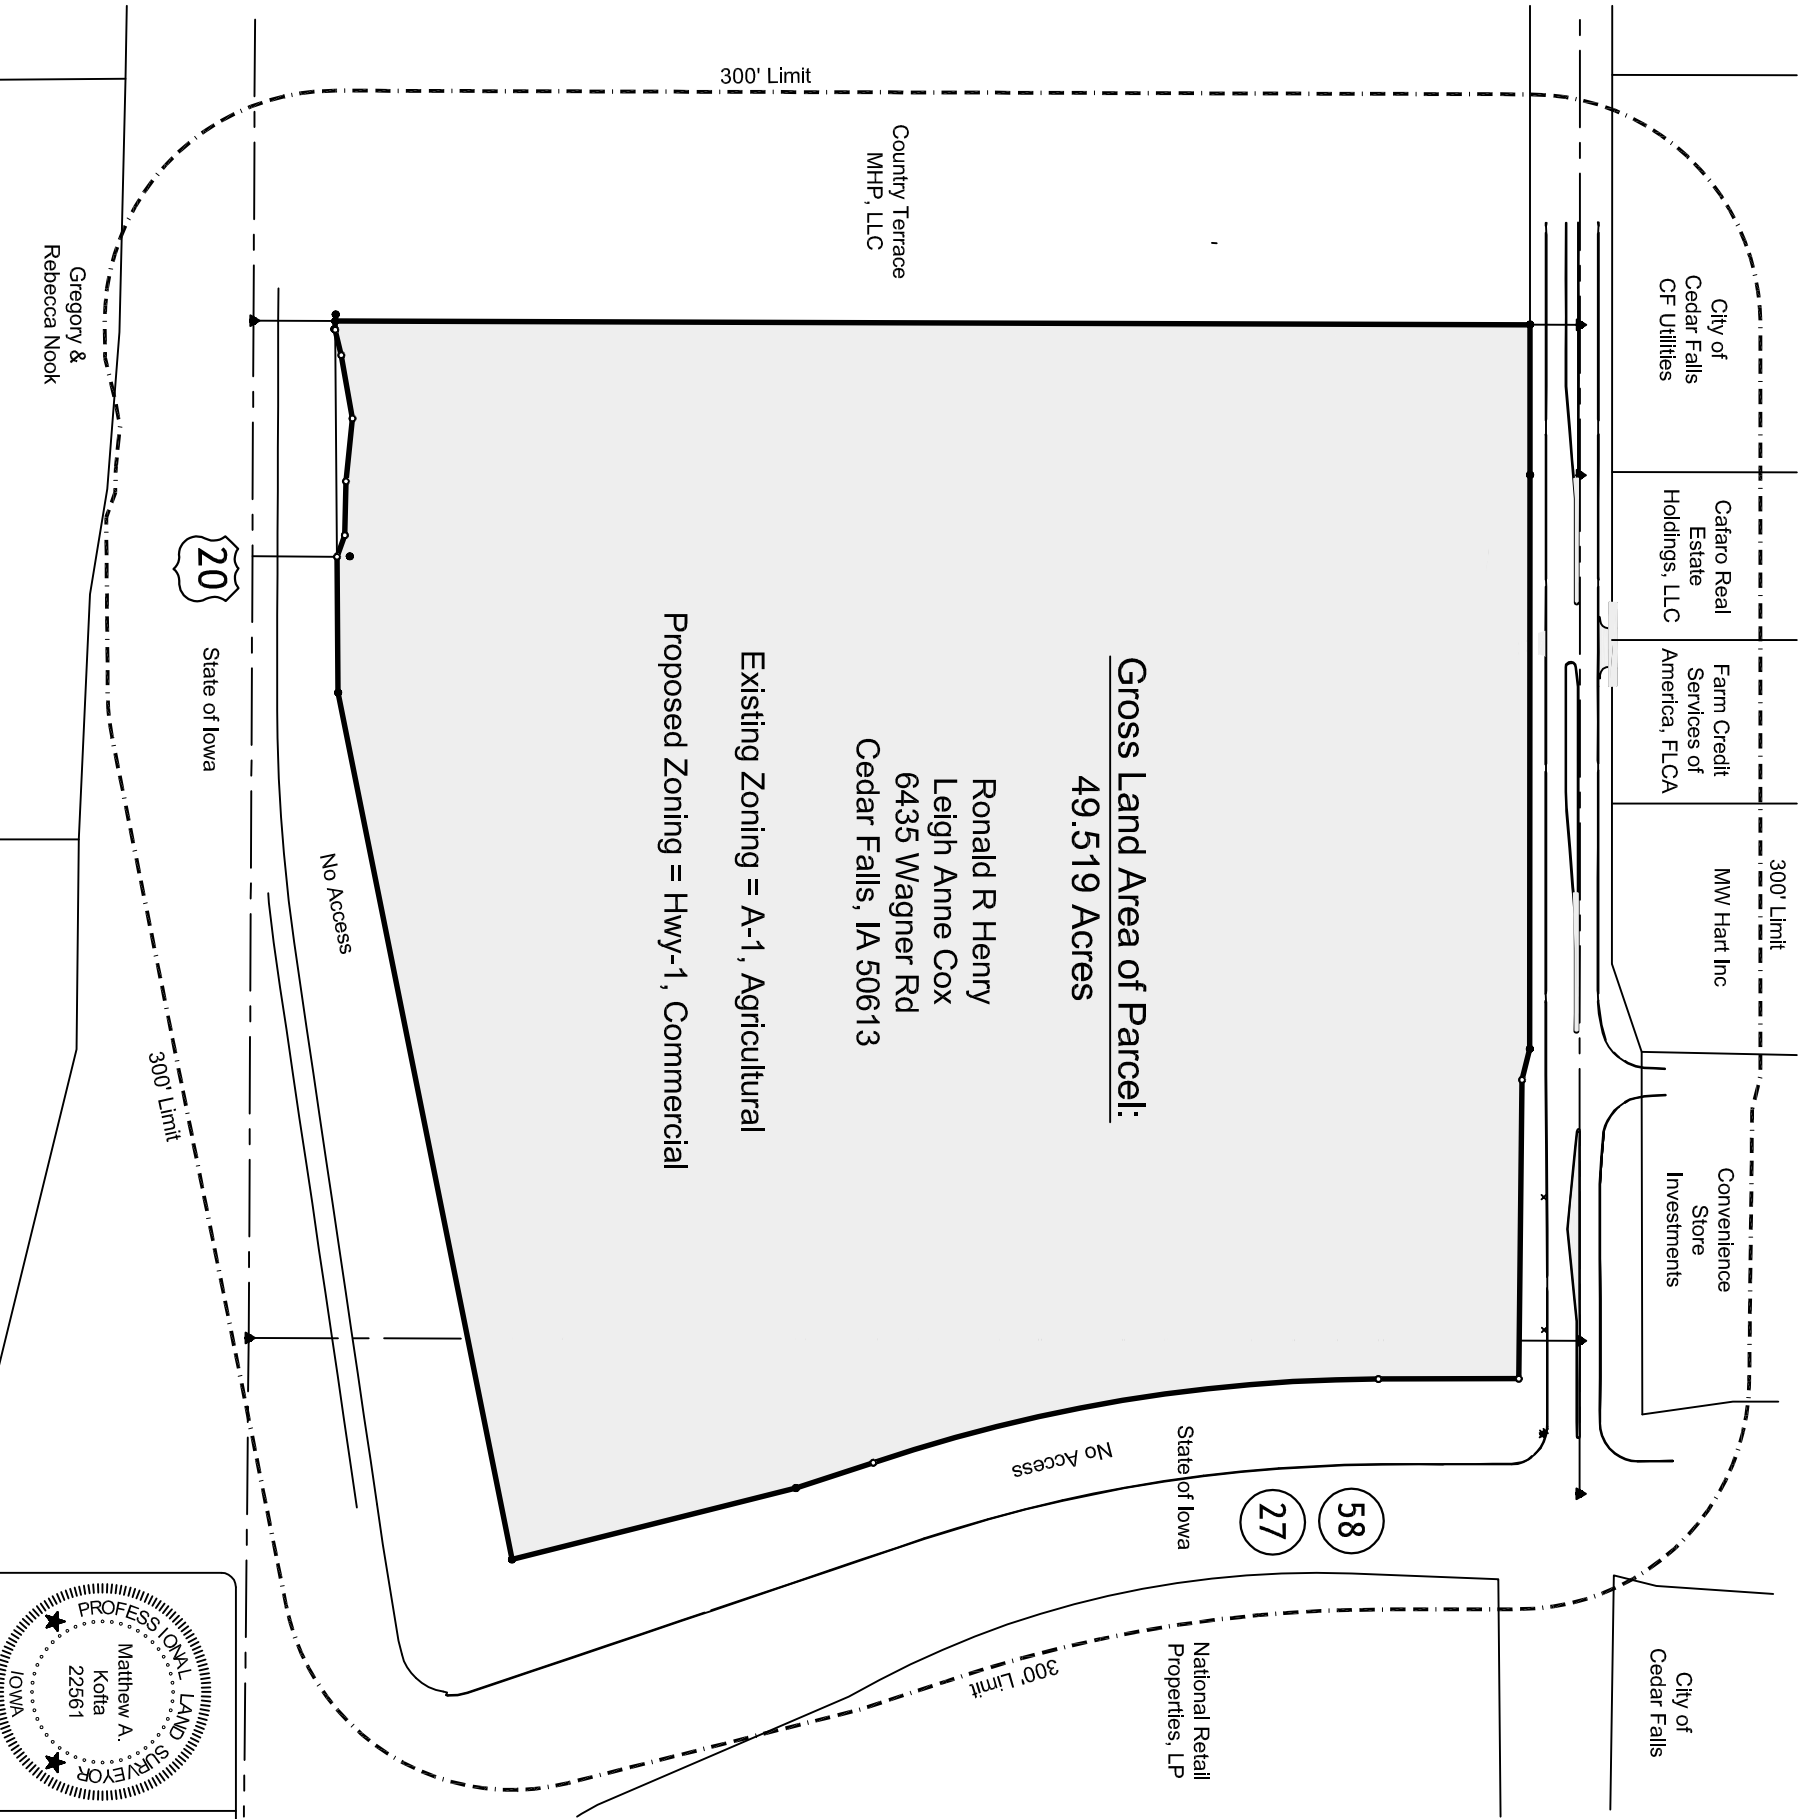 300' Limit
City of
Cedar Falls
CF Utilities
Cafaro Real
Estate
Holdings, LLC
Farm Credit
Services of
America, FLCA
MW Hart Inc
300' Limit
Convenience
Store
Investments
City of
Cedar Falls
Country Terrace
MHP, LLC
Gross Land Area of Parcel:
49.519 Acres
Ronald R Henry
Leigh Anne Cox
6435 Wagner Rd
Cedar Falls, IA 50613
Existing Zoning = A-1, Agricultural
Proposed Zoning = Hwy-1, Commercial
58
27
State of Iowa
No Access
National Retail
Properties, LP
300' Limit
No Access
20
State of Iowa
300' Limit
Gregory &
Rebecca Nook
PROFESSIONAL LAND SURVEYOR
Matthew A.
Kofta
22561
IOWA